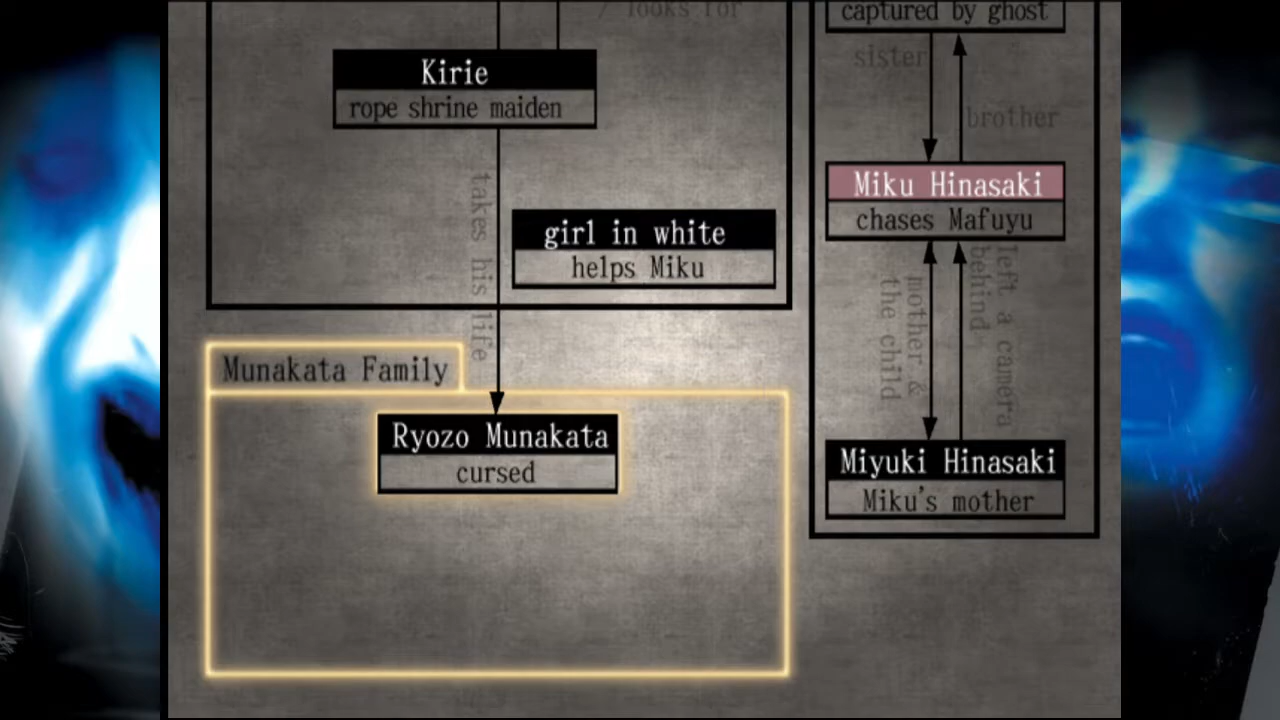 / looks for
Kirie
rope shrine maiden
takes his life
girl in white
helps Miku
Munakata Family
Ryozo Munakata
cursed
captured by ghost
sister
brother
Miku Hinasaki
chases Mafuyu
mother &
the child
left a camera
behind
Miyuki Hinasaki
Miku's mother